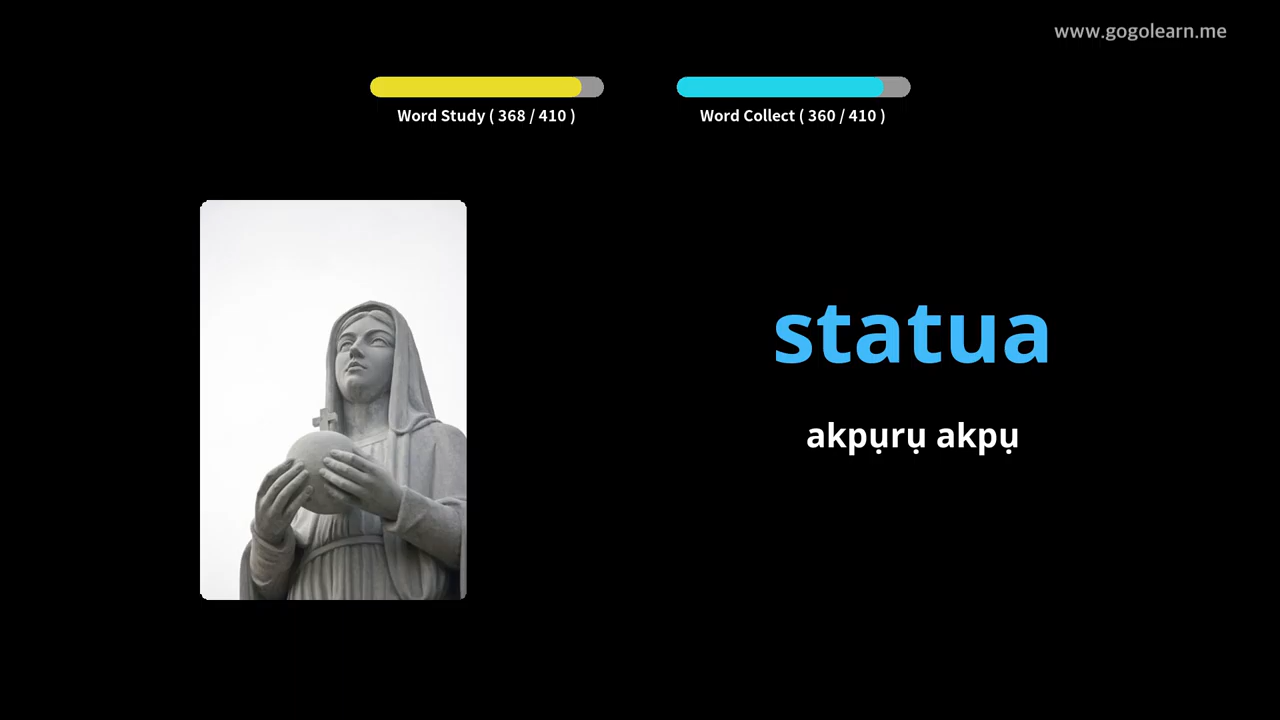 www.gogolearn.me
Word Study ( 368 / 410 )
Word Collect ( 360 / 410 )
statua
akpụrụ akpụ